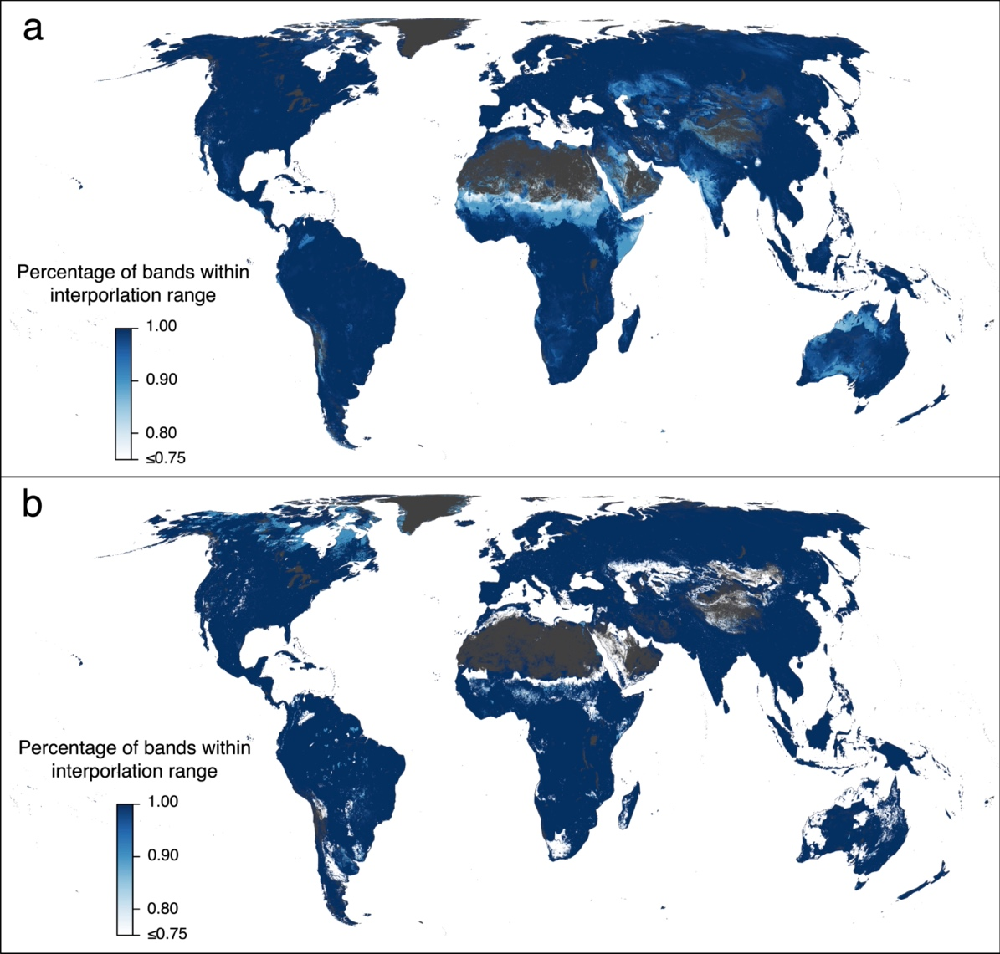 a
Percentage of bands within
interporlation range
1.00
0.90
0.80
≤0.75
b
Percentage of bands within
interporlation range
1.00
0.90
0.80
≤0.75